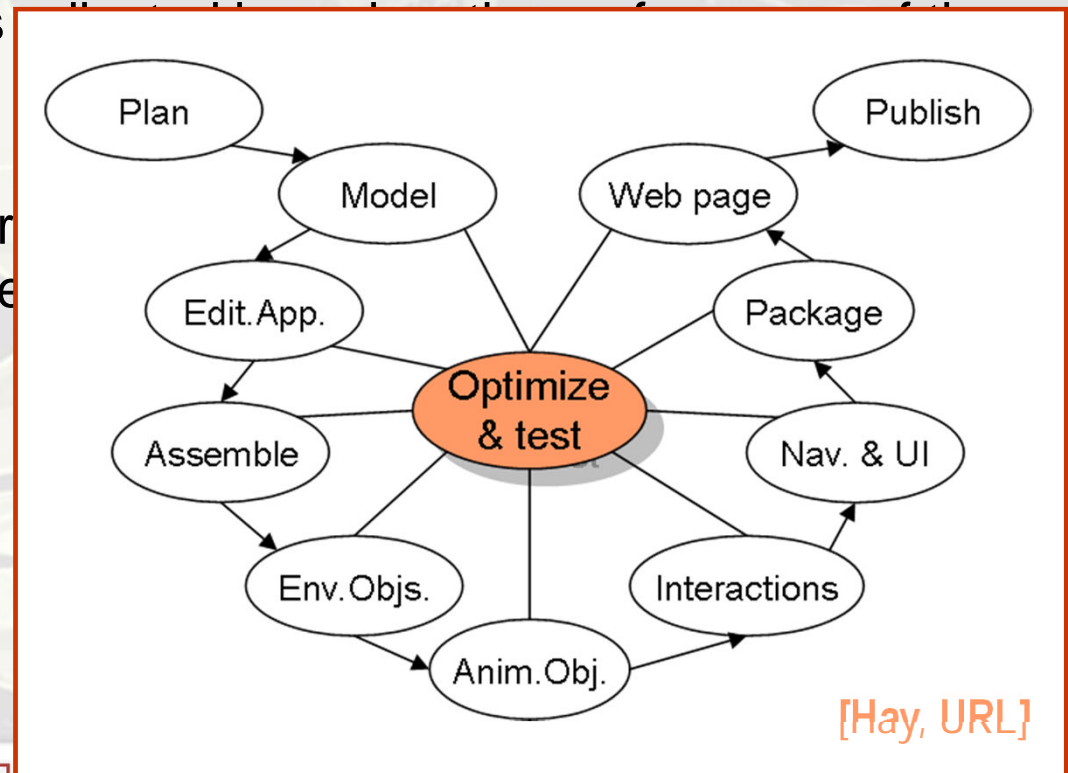 Plan
Publish
Model
Web page
Edit.App.
Package
Optimize
& test
Assemble
Nav. & UI
Env.Objs.
Interactions
Anim.Obj.
[Hay, URL]